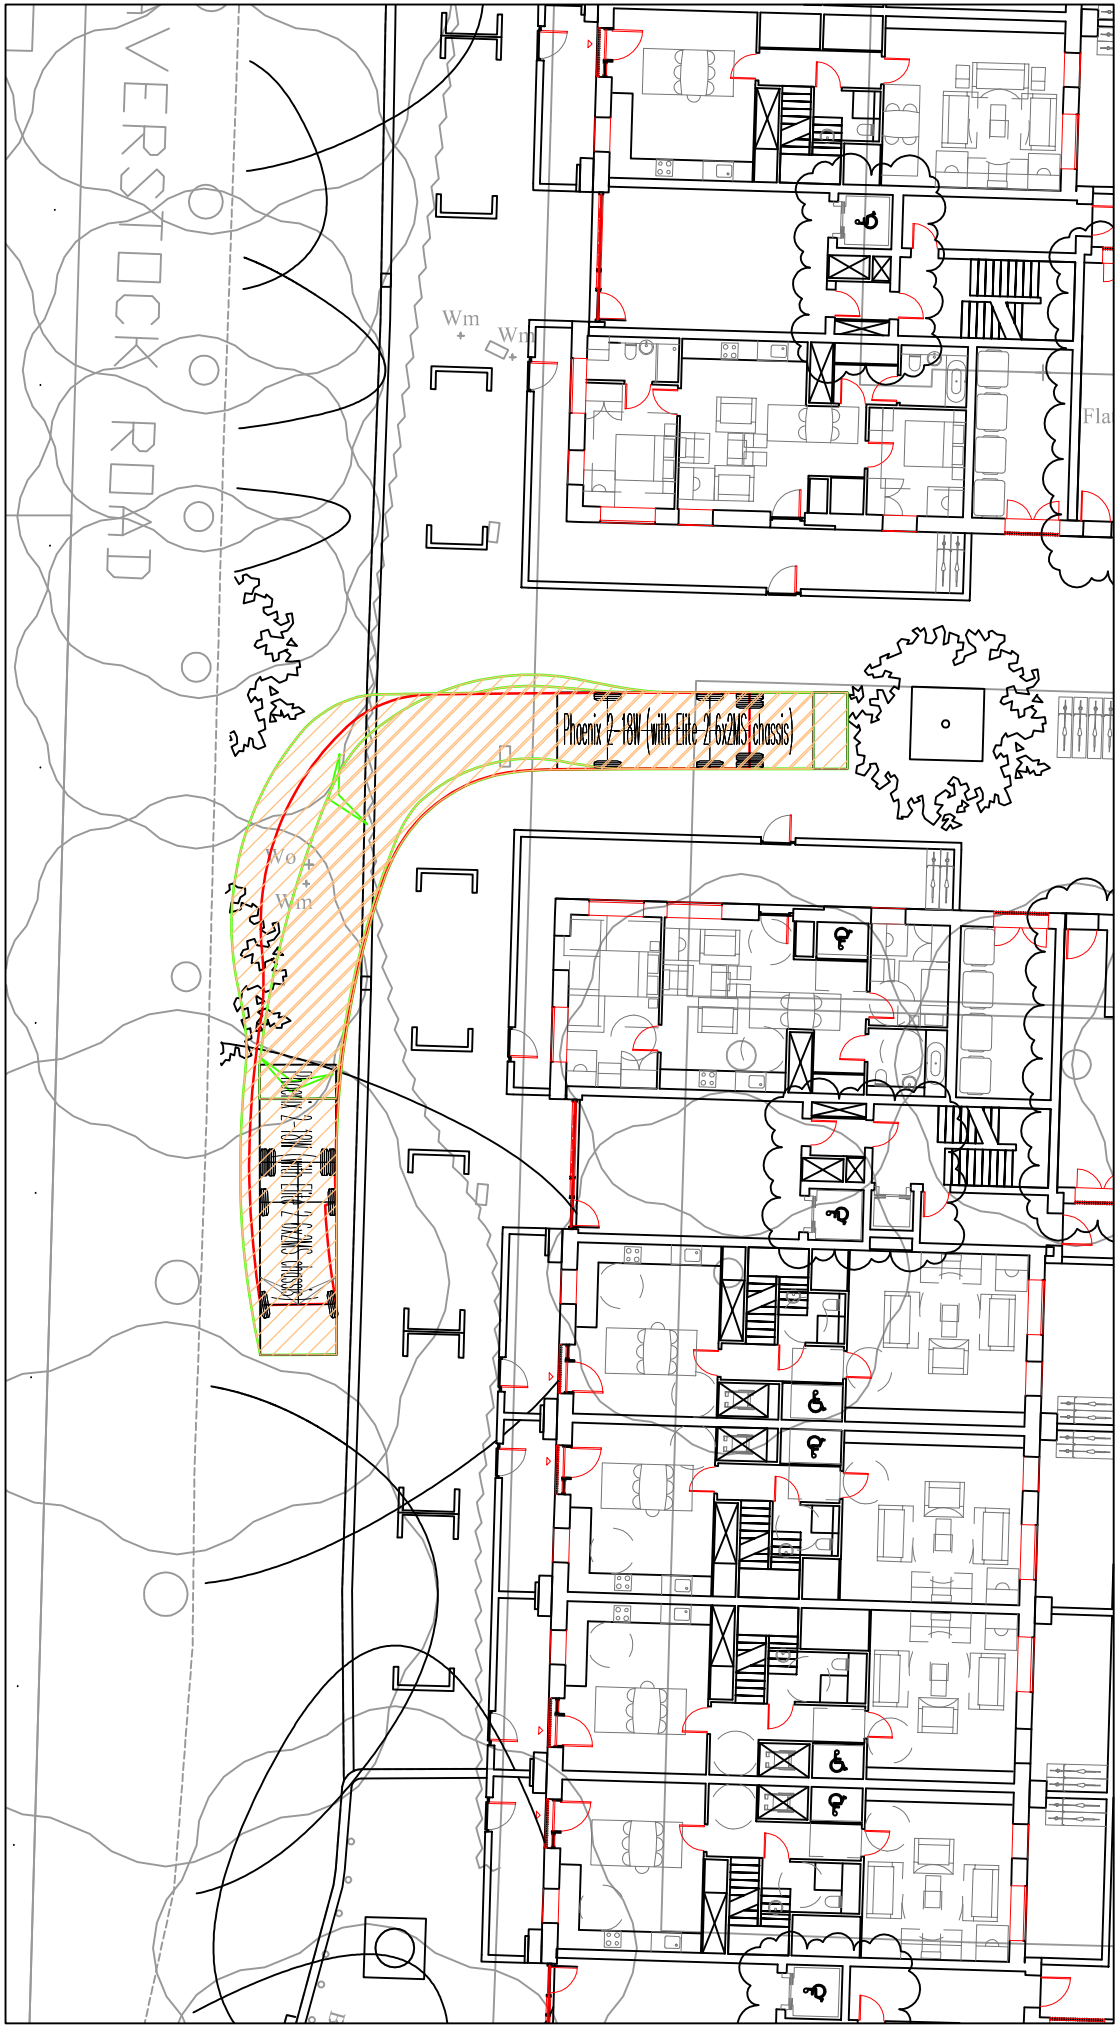 VERSTOCK ROAD
Wm
Wm
Fla
Phoenix 2-18W (with Elite 2 6x2MS chassis)
Wo
Wm
Phoenix 2-18W (with Elite 2 6x2MS chassis)